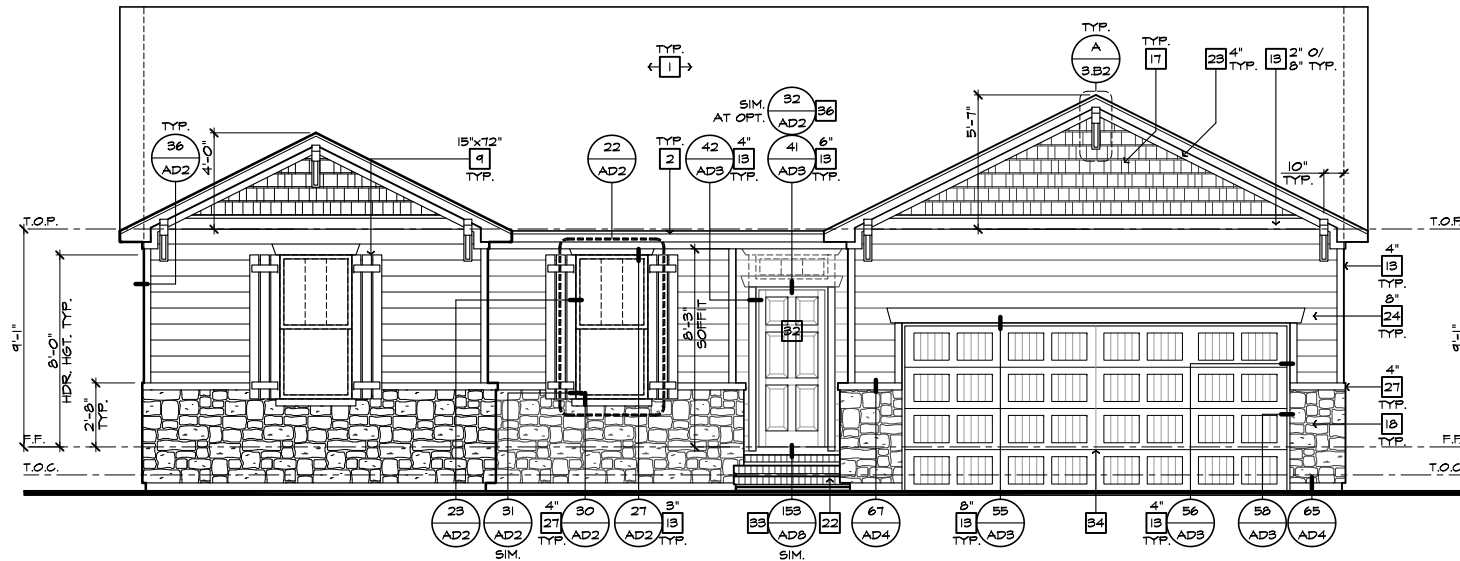 TYP.
1
TYP.
A
3.B2
TYP.
17
23 4" TYP.
13 2" O/ 8" TYP.
SIM. AT OPT.
32
AD2
36
TYP.
36
AD2
4'-0"
15"x72"
9
TYP.
22
AD2
TYP.
2
42
AD3
4"
13
TYP.
41
AD3
6"
13
TYP.
5'-7"
10"
TYP.
T.O.P.
T.O.P.
9'-1"
8'-0"
HDR. HGT. TYP.
2'-8"
TYP.
8'-3"
SOFFIT
32
4"
13
TYP.
8"
24
TYP.
9'-1"
4"
27
TYP.
18
TYP.
F.F.
F.F.
T.O.C.
T.O.C.
23
AD2
31
AD2
SIM.
4"
27
TYP.
30
AD2
27
AD2
3"
13
TYP.
33
153
AD8
SIM.
22
67
AD4
8"
13
TYP.
55
AD3
34
4"
13
TYP.
56
AD3
58
AD3
65
AD4